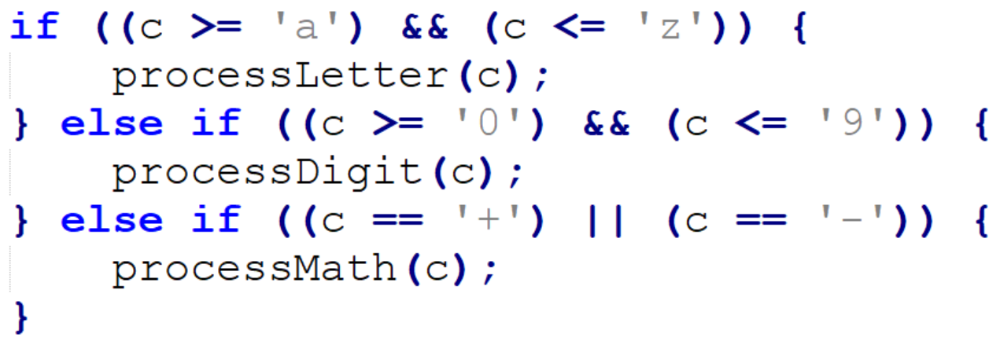 if ((c >= 'a') && (c <= 'z')) {
    processLetter(c);
} else if ((c >= '0') && (c <= '9')) {
    processDigit(c);
} else if ((c == '+') || (c == '-')) {
    processMath(c);
}